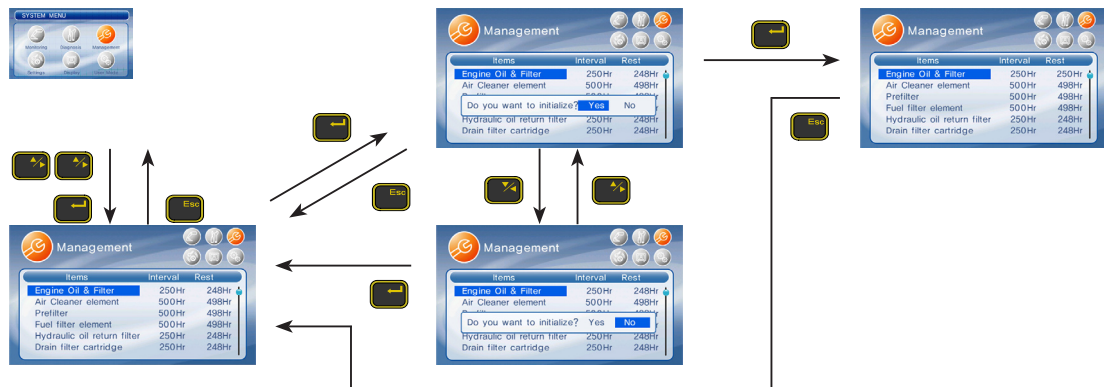 SYSTEM MENU
Monitoring Diagnosis Management
Settings Display
Esc
Management
Items Interval Rest
Engine Oil & Filter 250Hr 248Hr
Air Cleaner element 500Hr 498Hr
Prefilter 500Hr 498Hr
Fuel filter element 500Hr 498Hr
Hydraulic oil return filter 250Hr 248Hr
Drain filter cartridge 250Hr 248Hr
Esc
Management
Items Interval Rest
Engine Oil & Filter 250Hr 248Hr
Air Cleaner element 500Hr 498Hr
Do you want to initialize? Yes No
Hydraulic oil return filter 250Hr 248Hr
Drain filter cartridge 250Hr 248Hr
Management
Items Interval Rest
Engine Oil & Filter 250Hr 248Hr
Air Cleaner element 500Hr 498Hr
Do you want to initialize? Yes No
Hydraulic oil return filter 250Hr 248Hr
Drain filter cartridge 250Hr 248Hr
Esc
Management
Items Interval Rest
Engine Oil & Filter 250Hr 250Hr
Air Cleaner element 500Hr 498Hr
Prefilter 500Hr 498Hr
Fuel filter element 500Hr 498Hr
Hydraulic oil return filter 250Hr 248Hr
Drain filter cartridge 250Hr 248Hr